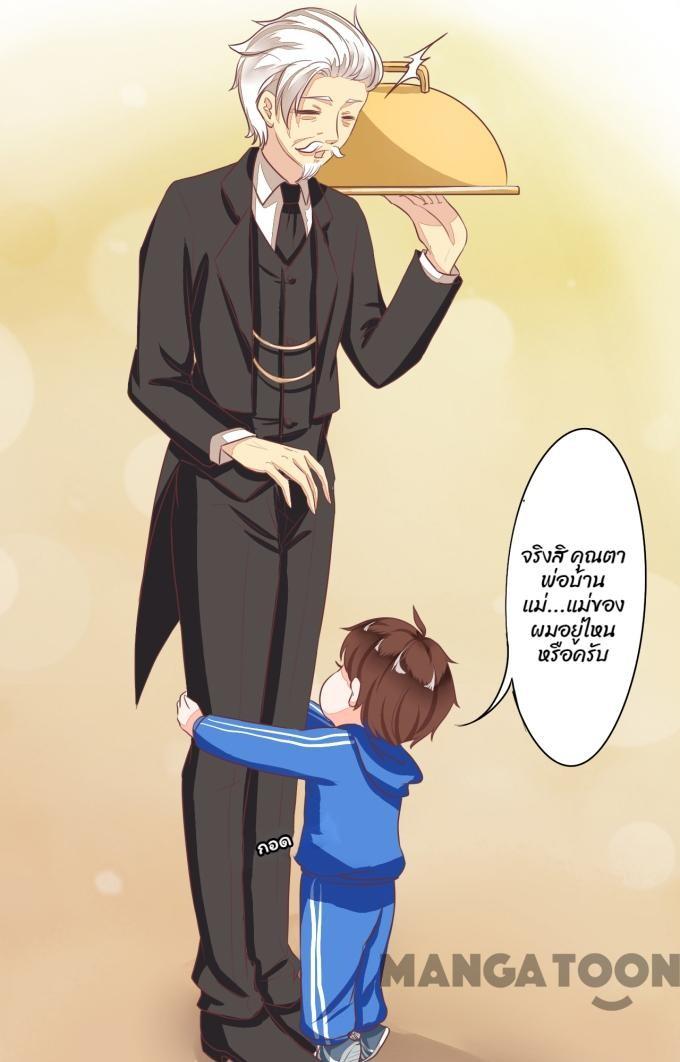 จริงสิ คุณตา
พ่อบ้าน
แม่...แม่ของ
ผมอยู่ไหน
หรือครับ
กอด
MANGATOON